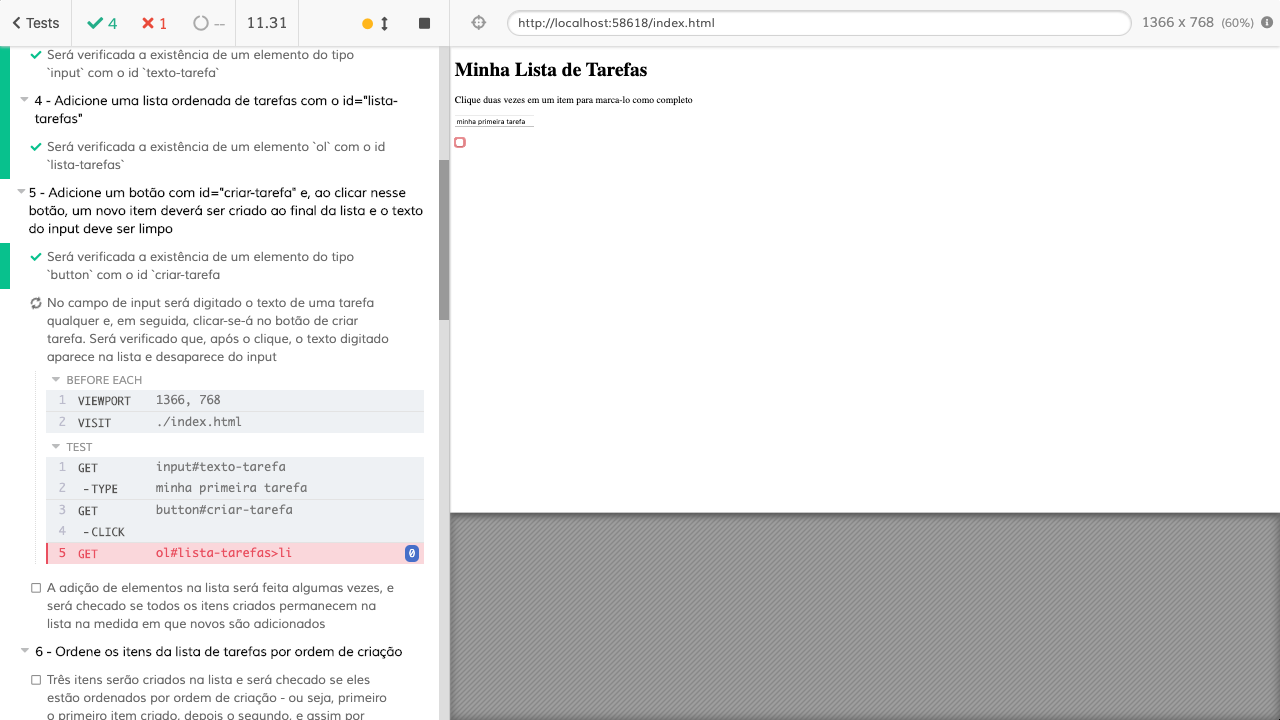 Tests
4
1
--
11.31
http://localhost:58618/index.html
1366 x 768 (60%)
Será verificada a existência de um elemento do tipo
`input` com o id `texto-tarefa`
4 - Adicione uma lista ordenada de tarefas com o id="lista-
tarefas"
Será verificada a existência de um elemento `ol` com o id
`lista-tarefas`
5 - Adicione um botão com id="criar-tarefa" e, ao clicar nesse
botão, um novo item deverá ser criado ao final da lista e o texto
do input deve ser limpo
Será verificada a existência de um elemento do tipo
`button` com o id `criar-tarefa
No campo de input será digitado o texto de uma tarefa
qualquer e, em seguida, clicar-se-á no botão de criar
tarefa. Será verificado que, após o clique, o texto digitado
aparece na lista e desaparece do input
BEFORE EACH
1 VIEWPORT 1366, 768
2 VISIT ./index.html
TEST
1 GET input#texto-tarefa
2 -TYPE minha primeira tarefa
3 GET button#criar-tarefa
4 -CLICK
5 GET ol#lista-tarefas>li 0
A adição de elementos na lista será feita algumas vezes, e
será checado se todos os itens criados permanecem na
lista na medida em que novos são adicionados
6 - Ordene os itens da lista de tarefas por ordem de criação
Três itens serão criados na lista e será checado se eles
estão ordenados por ordem de criação - ou seja, primeiro
o primeiro item criado, depois o segundo, e assim por
Minha Lista de Tarefas
Clique duas vezes em um item para marca-lo como completo
minha primeira tarefa